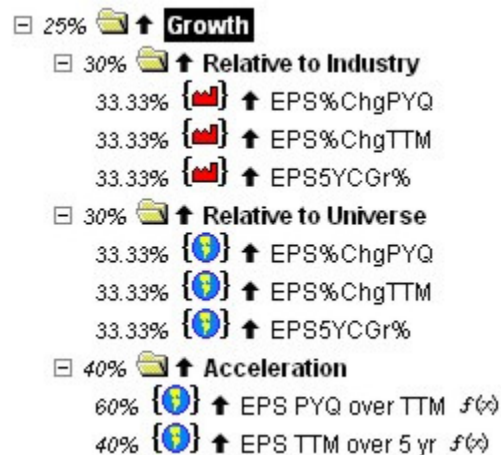 25% Growth
30% Relative to Industry
33.33% EPS%ChgPYQ
33.33% EPS%ChgTTM
33.33% EPS5YCGr%
30% Relative to Universe
33.33% EPS%ChgPYQ
33.33% EPS%ChgTTM
33.33% EPS5YCGr%
40% Acceleration
60% EPS PYQ over TTM f(x)
40% EPS TTM over 5 yr f(x)